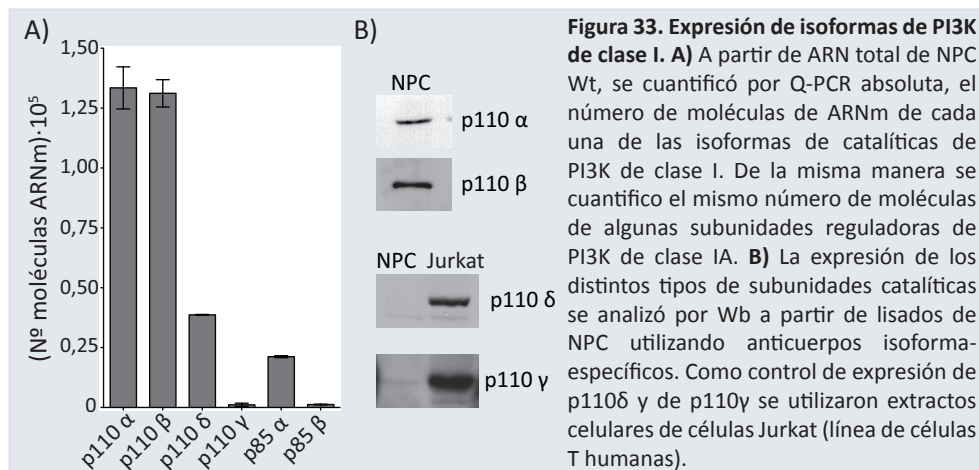 A)
1,50
1,25
1,00
0,75
0,50
0,25
0
(Nº moléculas ARNm)·10⁵
p110 α
p110 β
p110 δ
p110 γ
p85 α
p85 β
B)
NPC
p110 α
p110 β
NPC Jurkat
p110 δ
p110 γ
Figura 33. Expresión de isoformas de PI3K
de clase I. A) A partir de ARN total de NPC
Wt, se cuantificó por Q-PCR absoluta, el
número de moléculas de ARNm de cada
una de las isoformas de catalíticas de
PI3K de clase I. De la misma manera se
cuantifico el mismo número de moléculas
de algunas subunidades reguladoras de
PI3K de clase IA. B) La expresión de los
distintos tipos de subunidades catalíticas
se analizó por Wb a partir de lisados de
NPC utilizando anticuerpos isoforma-
específicos. Como control de expresión de
p110δ y de p110γ se utilizaron extractos
celulares de células Jurkat (línea de células
T humanas).